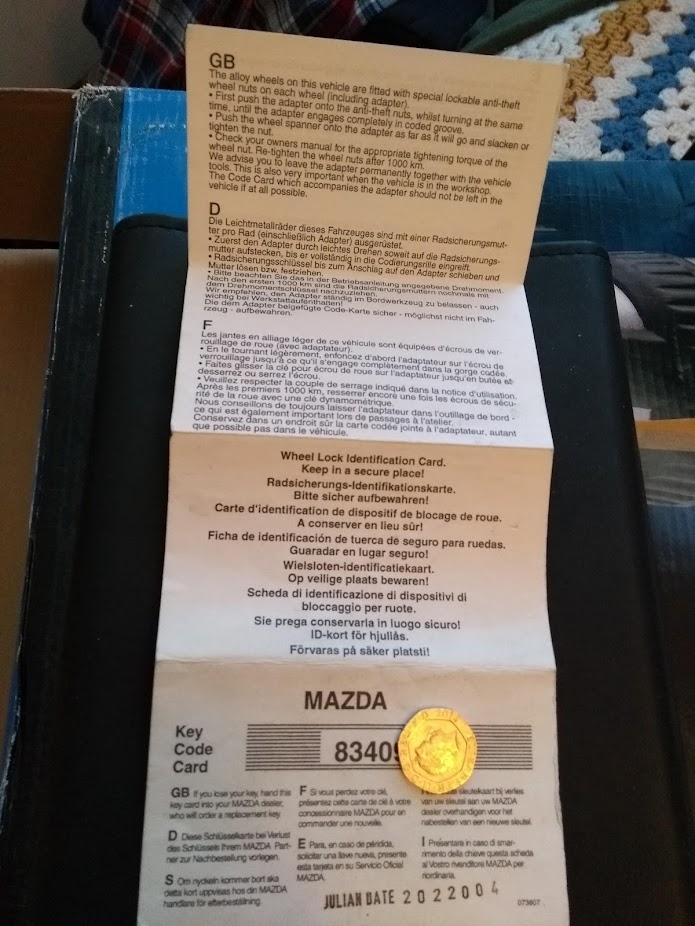 GB
The alloy wheels on this vehicle are fitted with special lockable anti-theft
wheel nuts on each wheel (including adapter).
• First push the adapter onto the anti-theft nuts, whilst turning at the same
time, until the adapter engages completely in coded groove.
• Push the wheel spanner onto the adapter as far as it will go and slacken or
tighten the nut.
• Check your owners manual for the appropriate tightening torque of the
wheel nut. Re-tighten the wheel nuts after 1000 km.
We advise you to leave the adapter permanently together with the vehicle
tools. This is also very important when the vehicle is in the workshop.
The Code Card which accompanies the adapter should not be left in the
vehicle if at all possible.
D
Die Leichtmetallräder dieses Fahrzeuges sind mit einer Radsicherungsmut-
ter pro Rad (einschließlich Adapter) ausgerüstet.
• Zuerst den Adapter durch leichtes Drehen soweit auf die Radsicherungs-
mutter aufstecken, bis er vollständig in die Codierungsrille eingreift.
• Radsicherungsschlüssel bis zum Anschlag auf den Adapter schieben und
Mutter lösen bzw. festziehen.
• Bitte beachten Sie das in der Betriebsanleitung angegebene Drehmoment.
Nach den ersten 1000 km sind die Radsicherungsmuttern nochmals mit
dem Drehmomentschlüssel nachzuziehen.
Wir empfehlen, den Adapter ständig im Bordwerkzeug zu belassen - auch
wichtig bei Werkstattaufenthalten!
Die dem Adapter beigefügte Code-Karte sicher - möglichst nicht im Fahr-
zeug - aufbewahren.
F
Les jantes en alliage léger de ce véhicule sont équipées d'écrous de ver-
rouillage de roue (avec adaptateur).
• En le tournant légèrement, enfoncez d'abord l'adaptateur sur l'écrou de
verrouillage jusqu'à ce qu'il s'engage complètement dans la gorge codée.
• Faites glisser la clé pour écrou de roue sur l'adaptateur jusqu'en butée et
desserrez ou serrez l'écrou.
• Veuillez respecter la couple de serrage indiqué dans la notice d'utilisation.
Après les premiers 1000 km, resserrer encore une fois les écrous de sécu-
rité de la roue avec une clé dynamométrique.
Nous conseillons de toujours laisser l'adaptateur dans l'outillage de bord -
ce qui est également important lors de passages à l'atelier.
Conservez dans un endroit sûr la carte codée jointe à l'adaptateur, autant
que possible pas dans le véhicule.
Wheel Lock Identification Card.
Keep in a secure place!
Radsicherungs-Identifikationskarte.
Bitte sicher aufbewahren!
Carte d'identification de dispositif de blocage de roue.
A conserver en lieu sûr!
Ficha de identificación de tuerca de seguro para ruedas.
Guaradar en lugar seguro!
Wielsloten-identificatiekaart.
Op veilige plaats bewaren!
Scheda di identificazione di dispositivi di
bloccaggio per ruote.
Sie prega conservarla in luogo sicuro!
ID-kort för hjullås.
Förvaras på säker platsti!
MAZDA
Key
Code
Card
8340
GB If you lose your key, hand this
key card into your MAZDA dealer,
who will order a replacement key.
D Diese Schlüsselkarte bei Verlust
des Schlüssels Ihrem MAZDA Part-
ner zur Nachbestellung vorlegen.
S Om nyckeln kommer bort ska
detta kort uppvisas hos din MAZDA
handlare för efterbeställning.
F Si vous perdez votre clé,
présentez cette carte de clé à votre
concessionnaire MAZDA pour en
commander une nouvelle.
E Para, en caso de pérdida,
solicitar una llave nueva, presente
esta tarjeta en su Servicio Oficial
MAZDA.
sleutelkaart bij verlies
van uw sleutel aan uw MAZDA
dealer overhandigen voor het
nabestellen van een nieuwe sleutel.
I Presentare in caso di smar-
rimento della chiave questa scheda
al Vostro rivenditore MAZDA per
riordinarla.
JULIAN DATE 2022004
073607